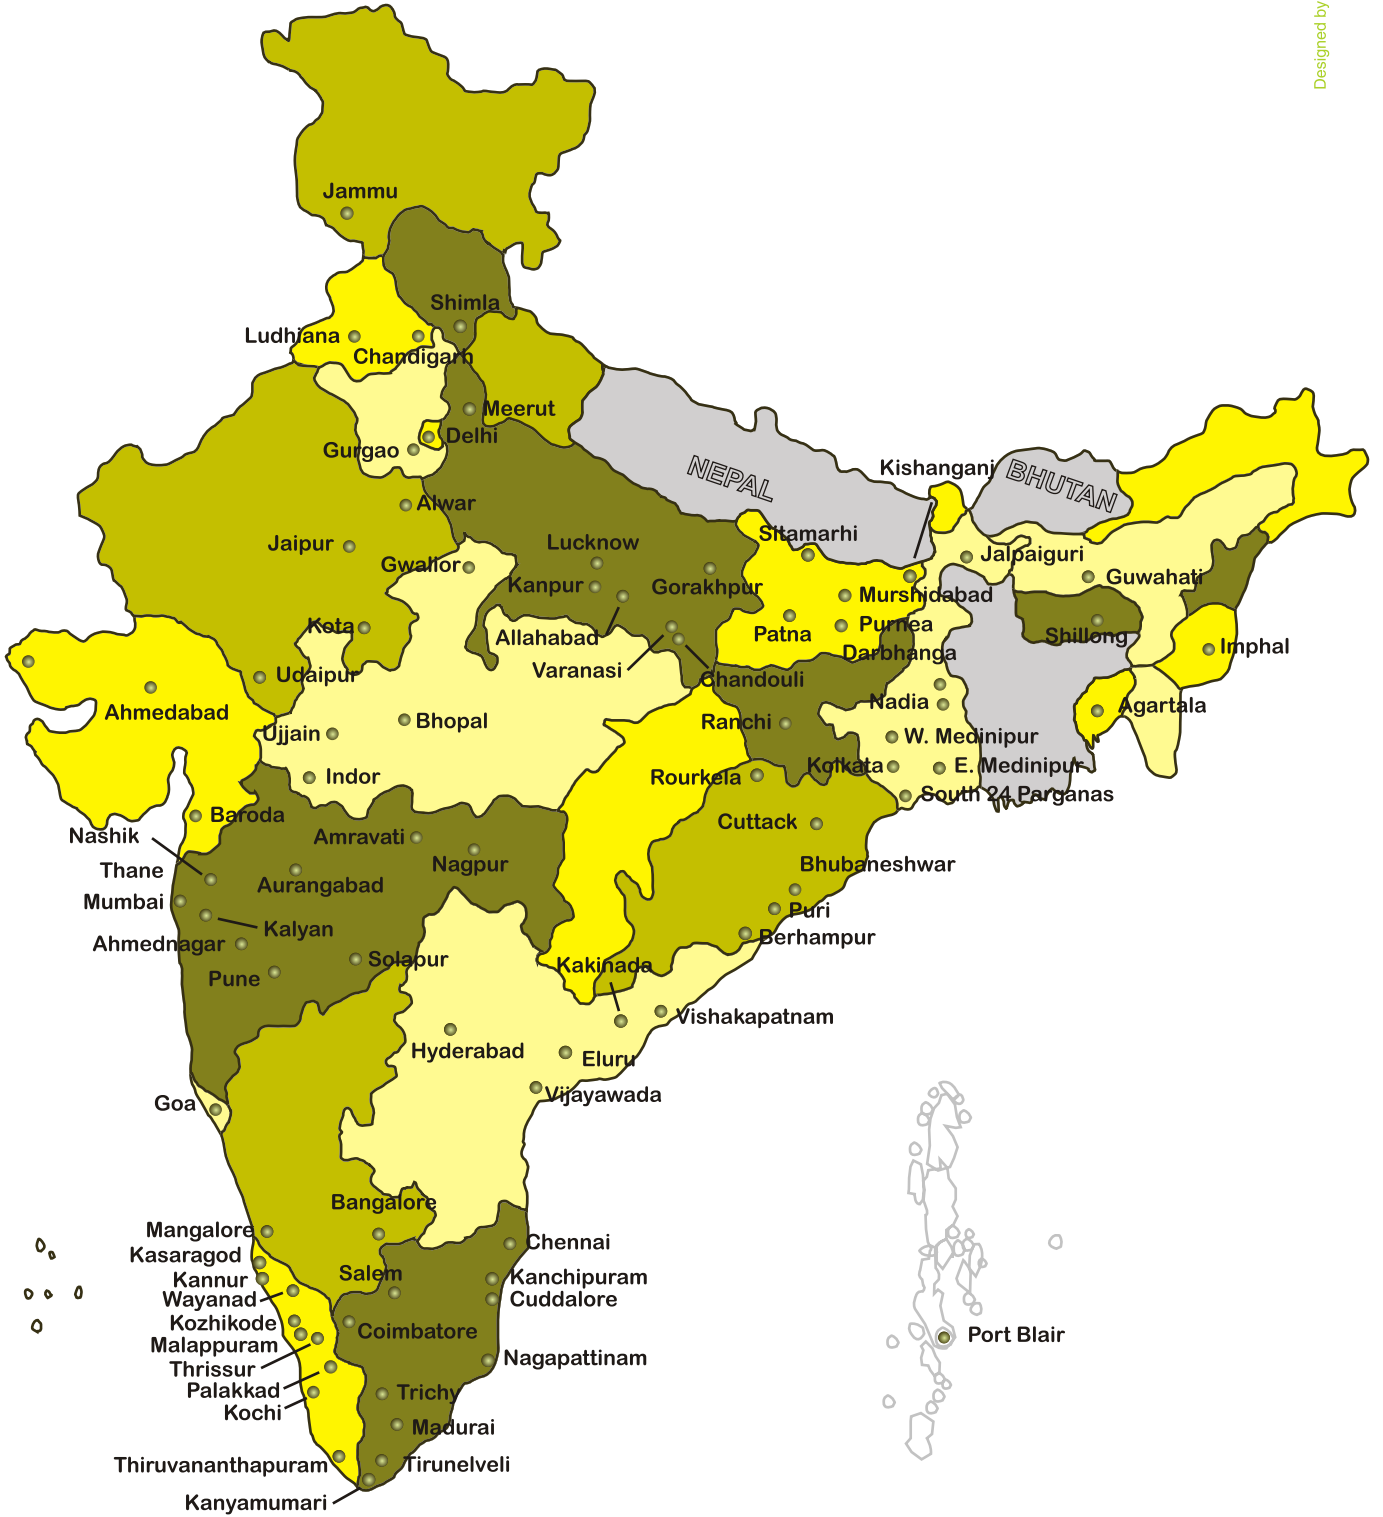 Designed by
Jammu
Shimla
Ludhiana
Chandigarh
Meerut
Delhi
Gurgao
Kishanganj
NEPAL
BHUTAN
Alwar
Sitamarhi
Jaipur
Lucknow
Jalpaiguri
Gwallor
Kanpur
Gorakhpur
Guwahati
Murshidabad
Kota
Allahabad
Patna
Purnea
Shillong
Imphal
Darbhanga
Varanasi
Udaipur
Chandouli
Ahmedabad
Nadia
Agartala
Bhopal
Ranchi
Ujjain
W. Medinipur
Indor
Rourkela
Kolkata
E. Medinipur
South 24 Parganas
Baroda
Cuttack
Nashik
Amravati
Nagpur
Bhubaneshwar
Thane
Aurangabad
Mumbai
Puri
Kalyan
Berhampur
Ahmednagar
Solapur
Kakinada
Pune
Vishakapatnam
Hyderabad
Eluru
Vijayawada
Goa
Bangalore
Mangalore
Chennai
Kasaragod
Salem
Kanchipuram
Kannur
Wayanad
Cuddalore
Kozhikode
Coimbatore
Port Blair
Malappuram
Nagapattinam
Thrissur
Palakkad
Trichy
Kochi
Madurai
Thiruvananthapuram
Tirunelveli
Kanyamumari